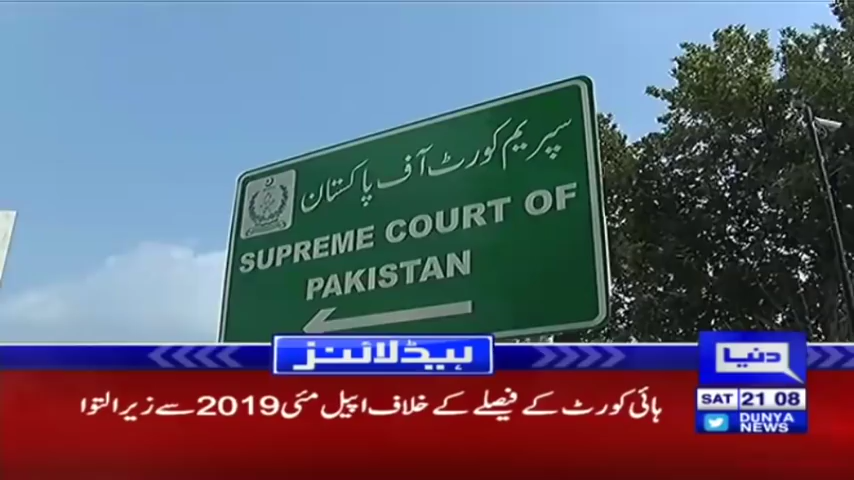 سپریم کورٹ آف پاکستان
SUPREME COURT OF
PAKISTAN
ہیڈلائنز
دنیا
ہائی کورٹ کے فیصلے کے خلاف اپیل مئی 2019 سے زیر التوا
SAT 21 08
DUNYA
NEWS